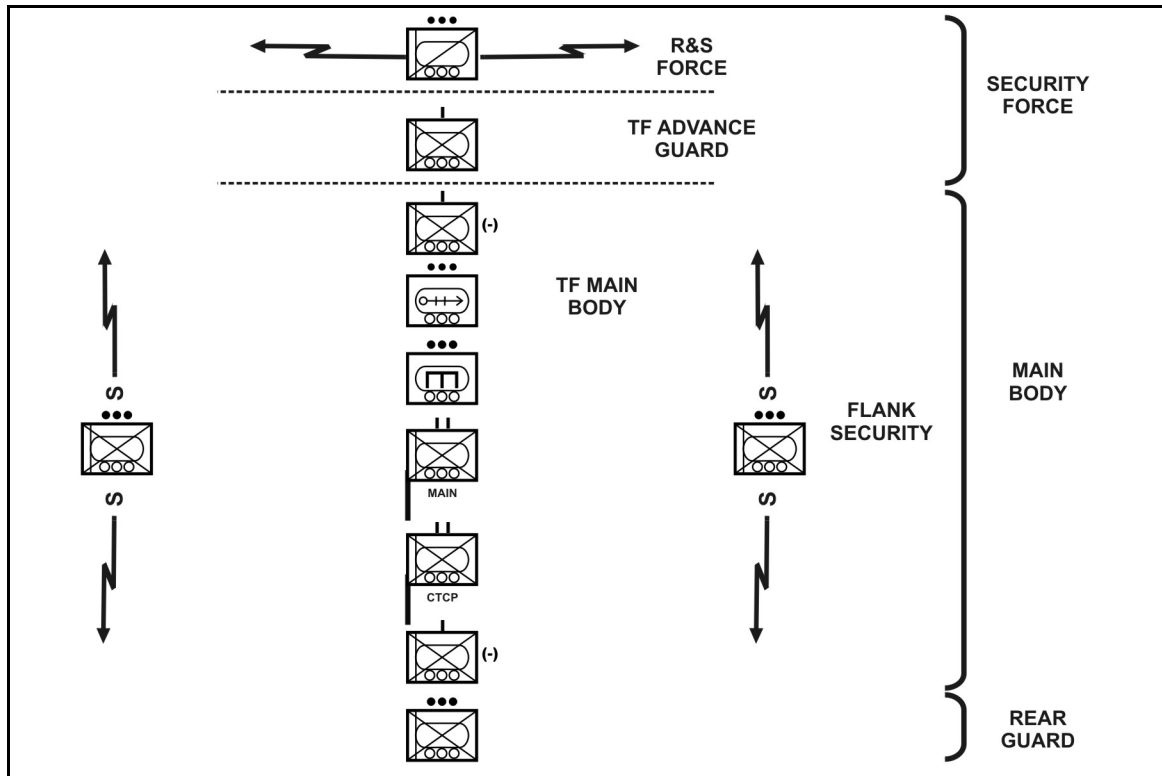 R&S
FORCE
SECURITY
FORCE
TF ADVANCE
GUARD
(-)
TF MAIN
BODY
MAIN
BODY
S
S
FLANK
SECURITY
S
S
MAIN
CTCP
(-)
REAR
GUARD